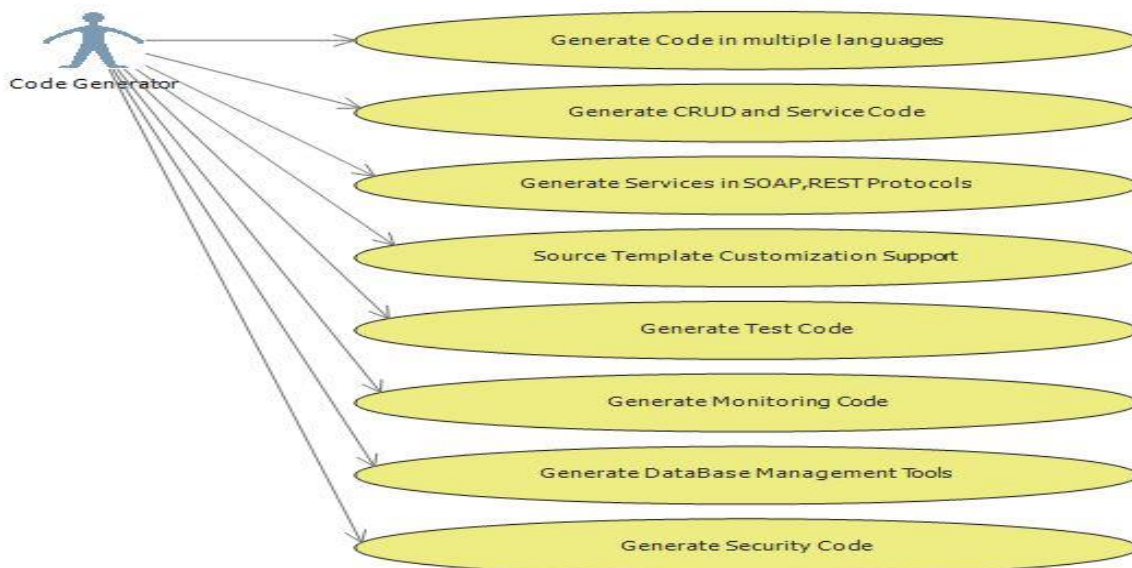 Code Generator
Generate Code in multiple languages
Generate CRUD and Service Code
Generate Services in SOAP,REST Protocols
Source Template Customization Support
Generate Test Code
Generate Monitoring Code
Generate DataBase Management Tools
Generate Security Code